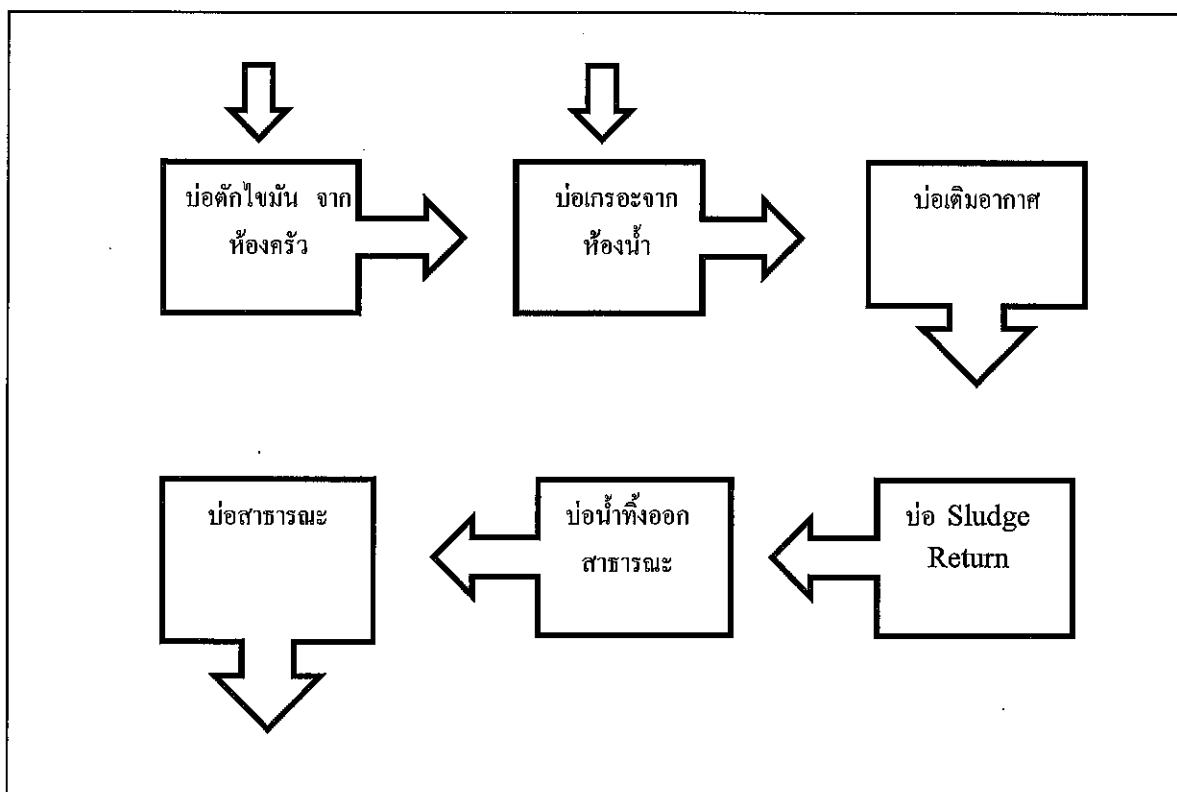 บ่อดักไขมัน จาก
ห้องครัว
บ่อเกรอะจาก
ห้องน้ำ
บ่อเติมอากาศ
บ่อสาธารณะ
บ่อน้ำทิ้งออก
สาธารณะ
บ่อ Sludge
Return